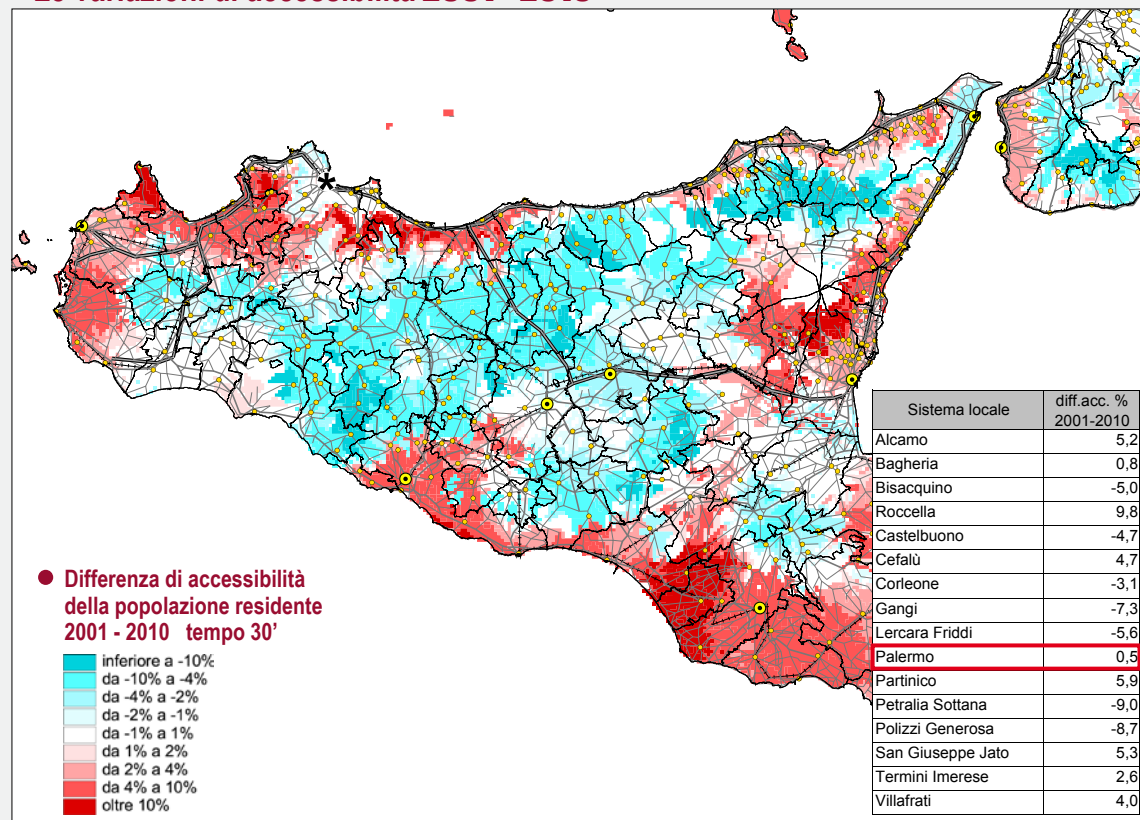 Sistema locale diff.acc. % 2001-2010
Alcamo 5,2
Bagheria 0,8
Bisacquino -5,0
Roccella 9,8
Castelbuono -4,7
Cefalù 4,7
Corleone -3,1
Gangi -7,3
Lercara Friddi -5,6
Palermo 0,5
Partinico 5,9
Petralia Sottana -9,0
Polizzi Generosa -8,7
San Giuseppe Jato 5,3
Termini Imerese 2,6
Villafrati 4,0
Differenza di accessibilità
della popolazione residente
2001 - 2010 tempo 30’
inferiore a -10%
da -10% a -4%
da -4% a -2%
da -2% a -1%
da -1% a 1%
da 1% a 2%
da 2% a 4%
da 4% a 10%
oltre 10%